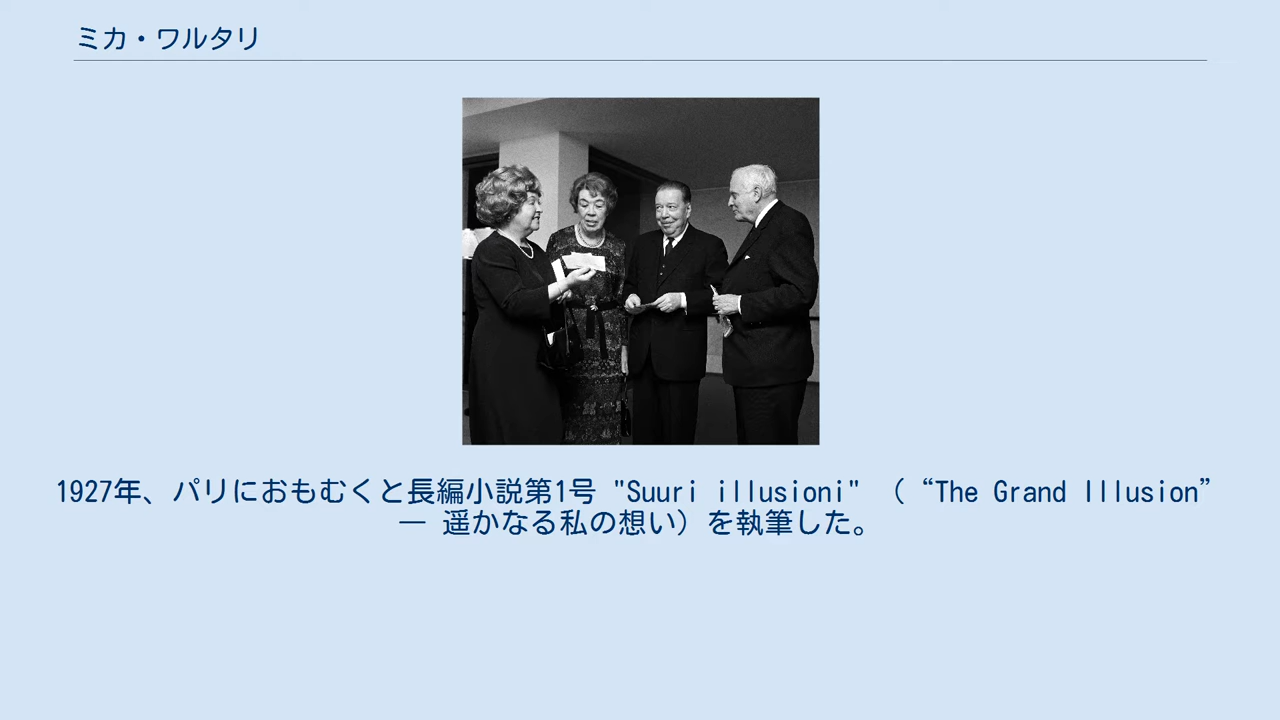 ミカ・ワルタリ
1927年、パリにおもむくと長編小説第1号 "Suuri illusioni" （“The Grand Illusion”
― 遥かなる私の想い）を執筆した。